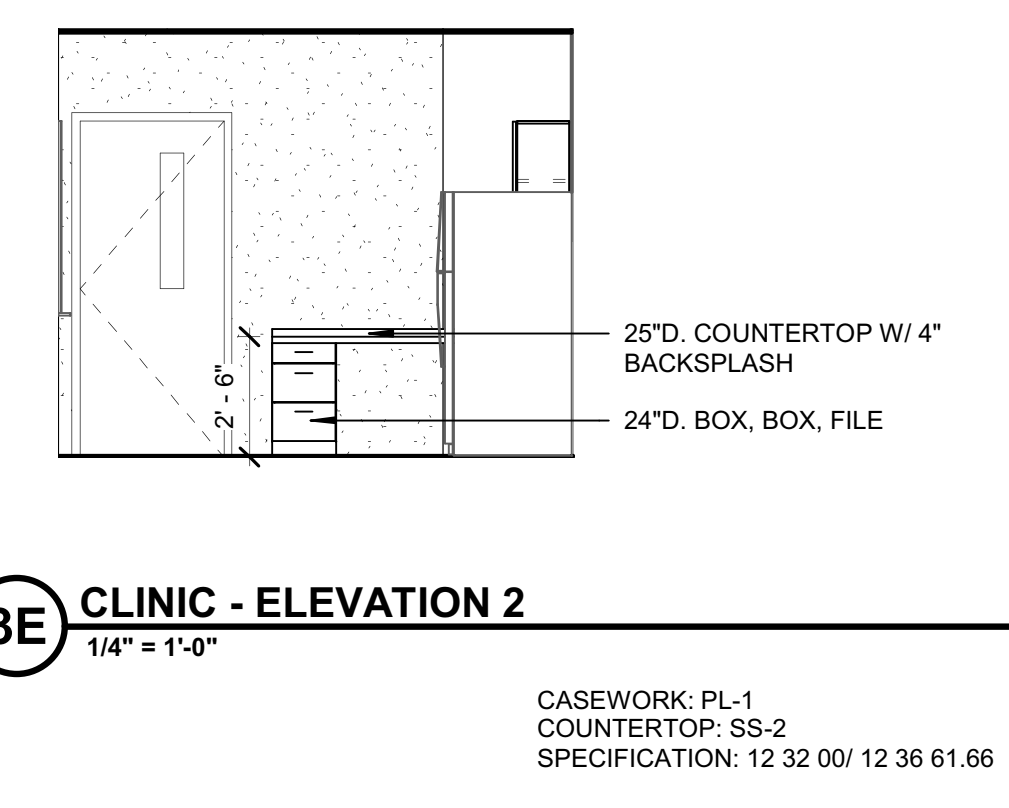 2' - 6"
25"D. COUNTERTOP W/ 4"
BACKSPLASH
24"D. BOX, BOX, FILE
CLINIC - ELEVATION 2
1/4" = 1'-0"
CASEWORK: PL-1
COUNTERTOP: SS-2
SPECIFICATION: 12 32 00/ 12 36 61.66